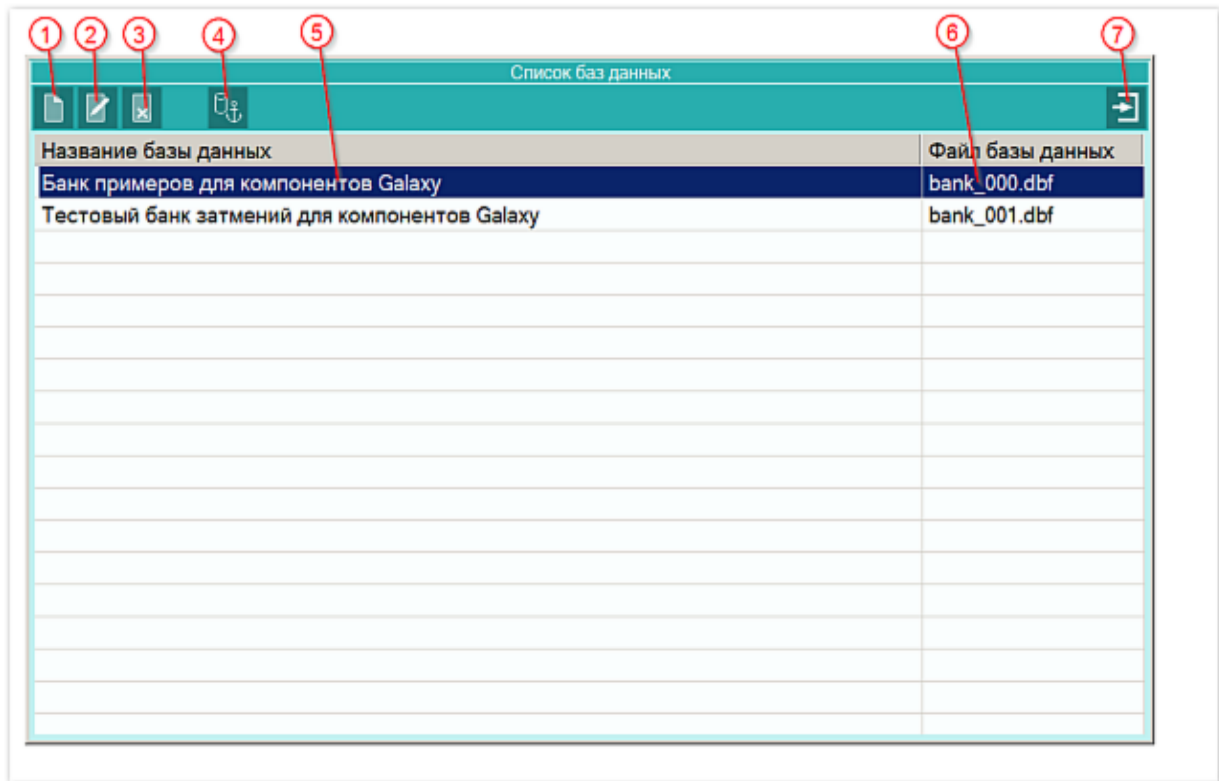 1 2 3 4 5 6 7
Список баз данных
Название базы данных Файл базы данных
Банк примеров для компонентов Galaxy bank_000.dbf
Тестовый банк затмений для компонентов Galaxy bank_001.dbf